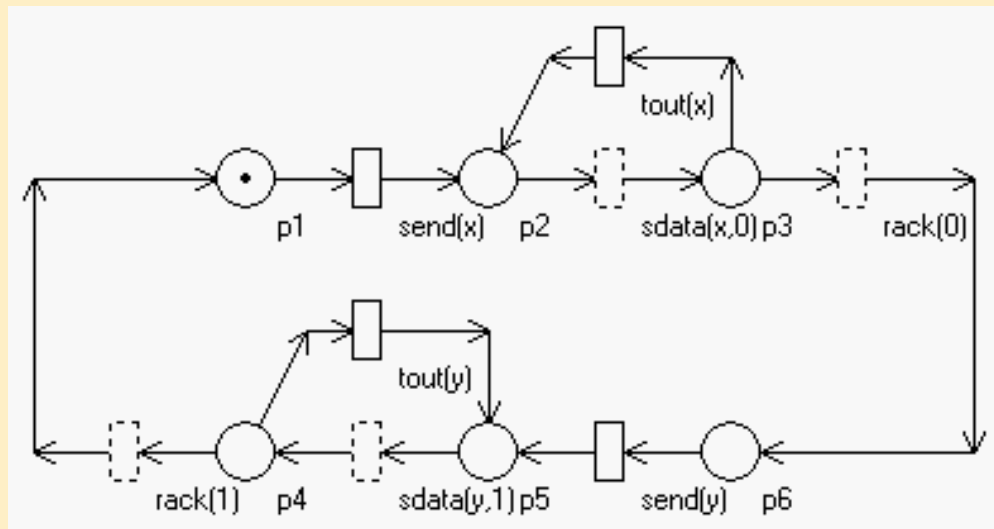 tout(x)
p1 send(x) p2 sdata(x,0) p3 rack(0)
tout(y)
rack(1) p4 sdata(y,1) p5 send(y) p6